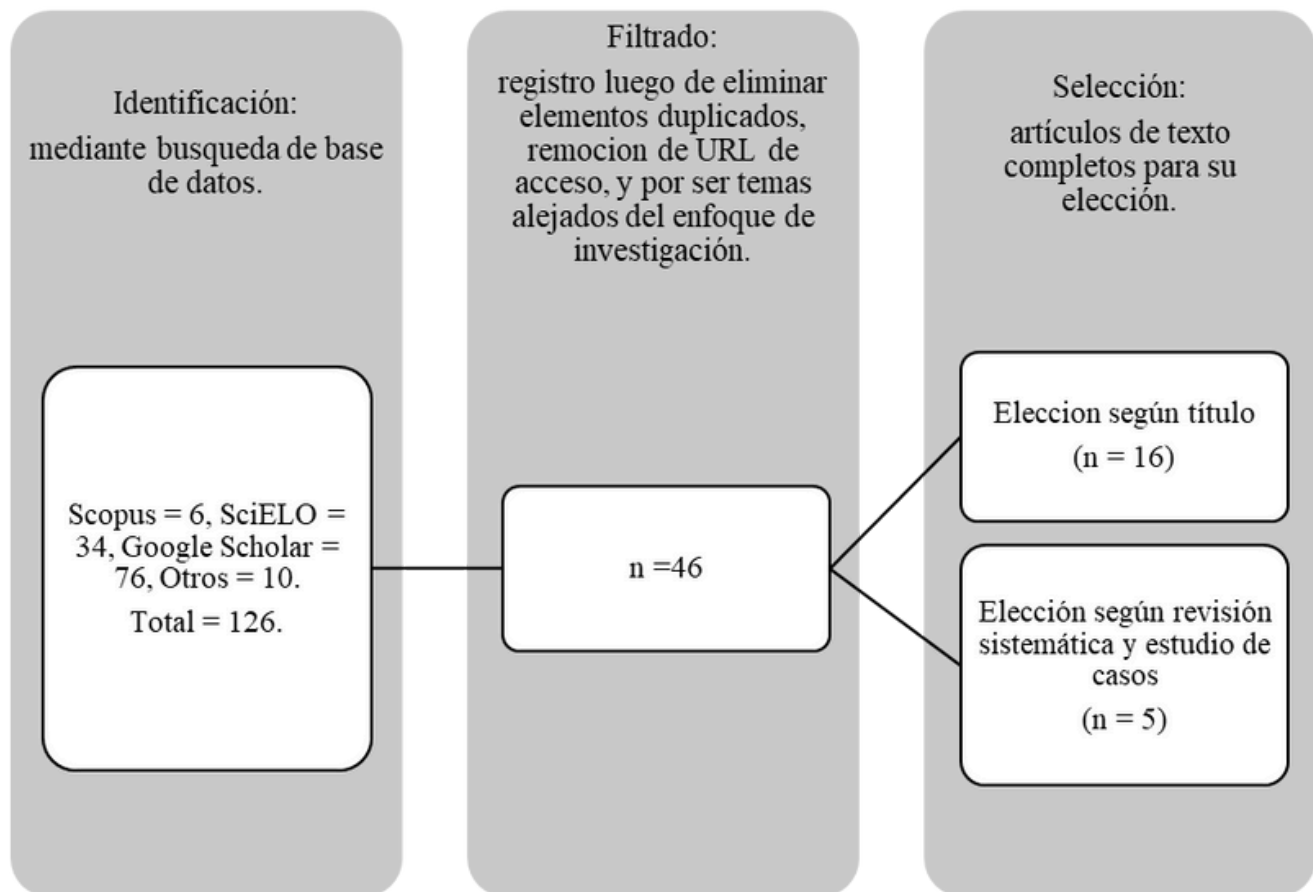 Identificación:
mediante busqueda de base
de datos.
Scopus = 6, SciELO =
34, Google Scholar =
76, Otros = 10.
Total = 126.
Filtrado:
registro luego de eliminar
elementos duplicados,
remocion de URL de
acceso, y por ser temas
alejados del enfoque de
investigación.
n =46
Selección:
artículos de texto
completos para su
elección.
Eleccion según título
(n = 16)
Elección según revisión
sistemática y estudio de
casos
(n = 5)